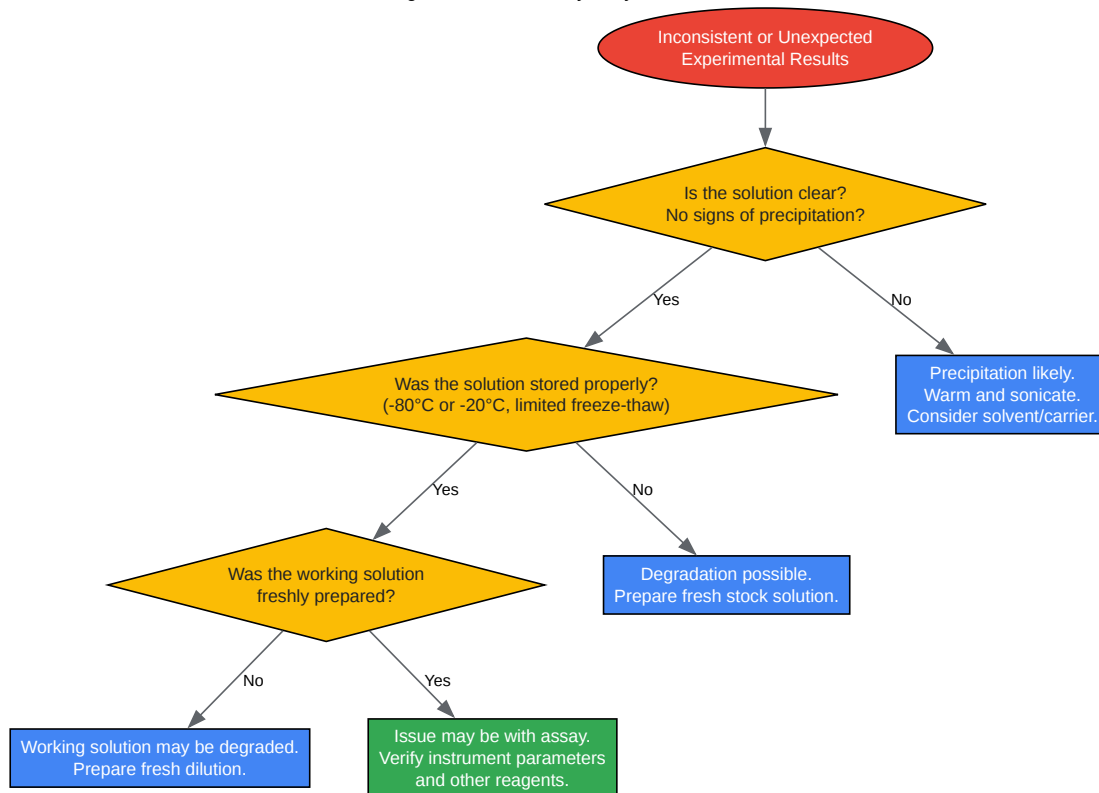 Inconsistent or Unexpected
Experimental Results
Is the solution clear?
No signs of precipitation?
Yes
No
Precipitation likely.
Warm and sonicate.
Consider solvent/carrier.
Was the solution stored properly?
(-80°C or -20°C, limited freeze-thaw)
Yes
No
Degradation possible.
Prepare fresh stock solution.
Was the working solution
freshly prepared?
No
Yes
Working solution may be degraded.
Prepare fresh dilution.
Issue may be with assay.
Verify instrument parameters
and other reagents.